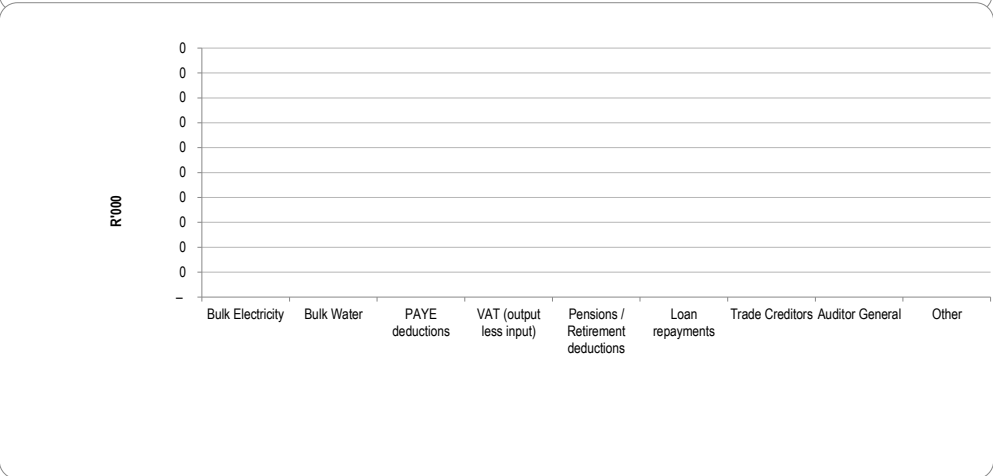 0
0
0
0
0
0
0
0
0
0
–
R'000
Bulk Electricity
Bulk Water
PAYE
deductions
VAT (output
less input)
Pensions /
Retirement
deductions
Loan
repayments
Trade Creditors
Auditor General
Other